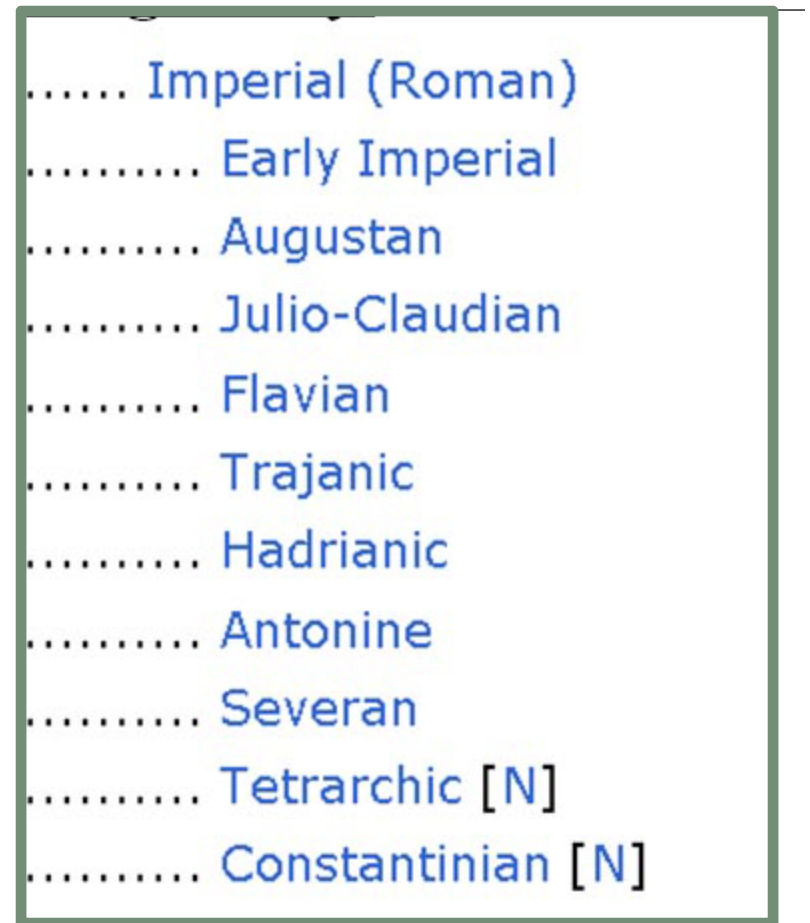 ...... Imperial (Roman)
.......... Early Imperial
.......... Augustan
.......... Julio-Claudian
.......... Flavian
.......... Trajanic
.......... Hadrianic
.......... Antonine
.......... Severan
.......... Tetrarchic [N]
.......... Constantinian [N]